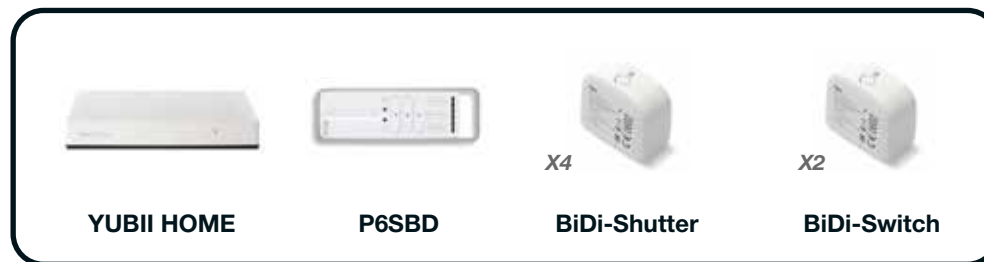 X4
X2
YUBII HOME
P6SBD
BiDi-Shutter
BiDi-Switch